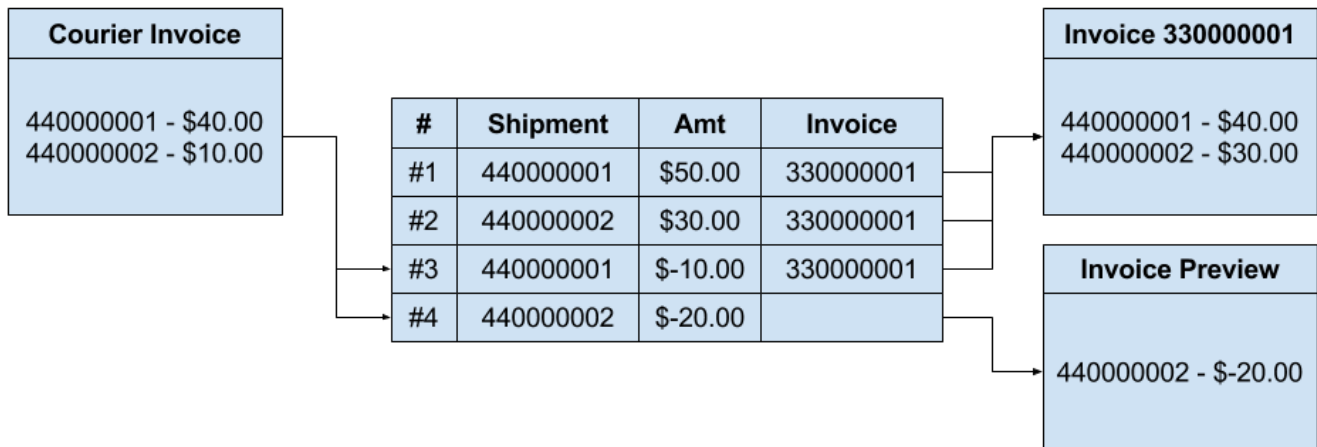 Courier Invoice
440000001 - $40.00
440000002 - $10.00
# Shipment Amt Invoice
#1 440000001 $50.00 330000001
#2 440000002 $30.00 330000001
#3 440000001 $-10.00 330000001
#4 440000002 $-20.00
Invoice 330000001
440000001 - $40.00
440000002 - $30.00
Invoice Preview
440000002 - $-20.00